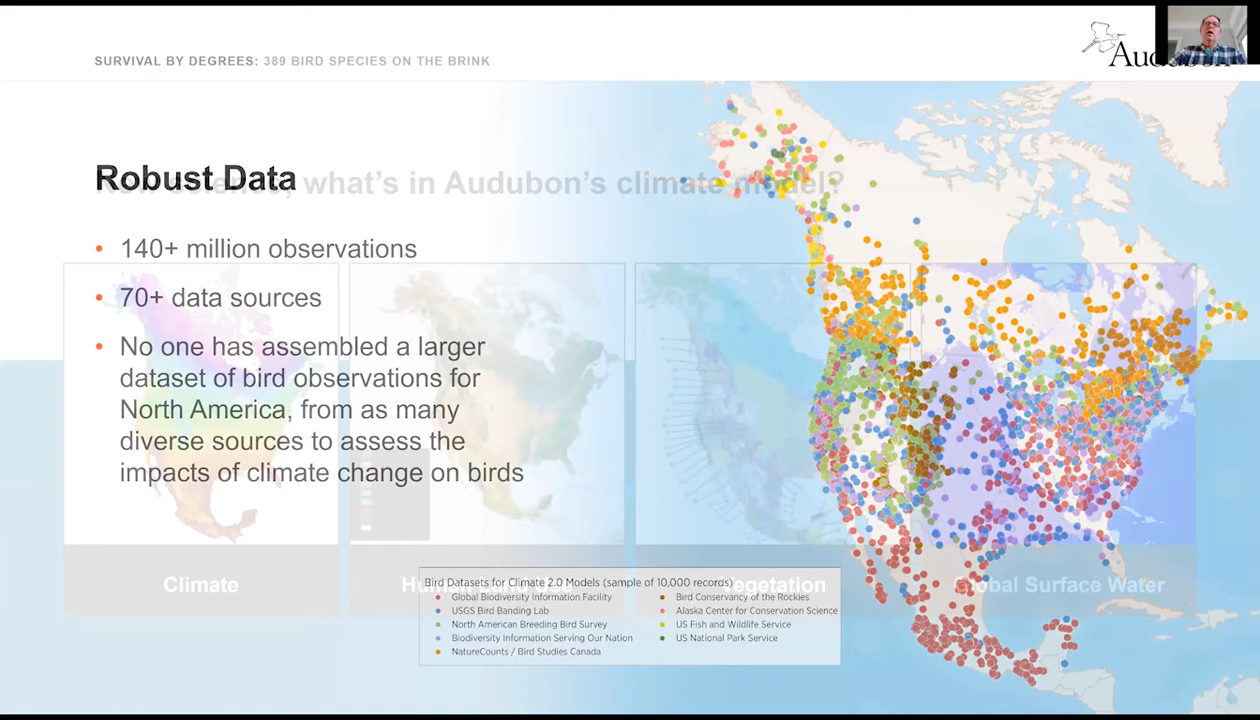 SURVIVAL BY DEGREES: 389 BIRD SPECIES ON THE BRINK
Robust Data
what's in Audubon's climate model?
• 140+ million observations
• 70+ data sources
• No one has assembled a larger
dataset of bird observations for
North America, from as many
diverse sources to assess the
impacts of climate change on birds
Climate
Human Land Use
Vegetation
Global Surface Water
Bird Datasets for Climate 2.0 Models (sample of 10,000 records)
Global Biodiversity Information Facility
USGS Bird Banding Lab
North American Breeding Bird Survey
Biodiversity Information Serving Our Nation
NatureCounts / Bird Studies Canada
Bird Conservancy of the Rockies
Alaska Center for Conservation Science
US Fish and Wildlife Service
US National Park Service